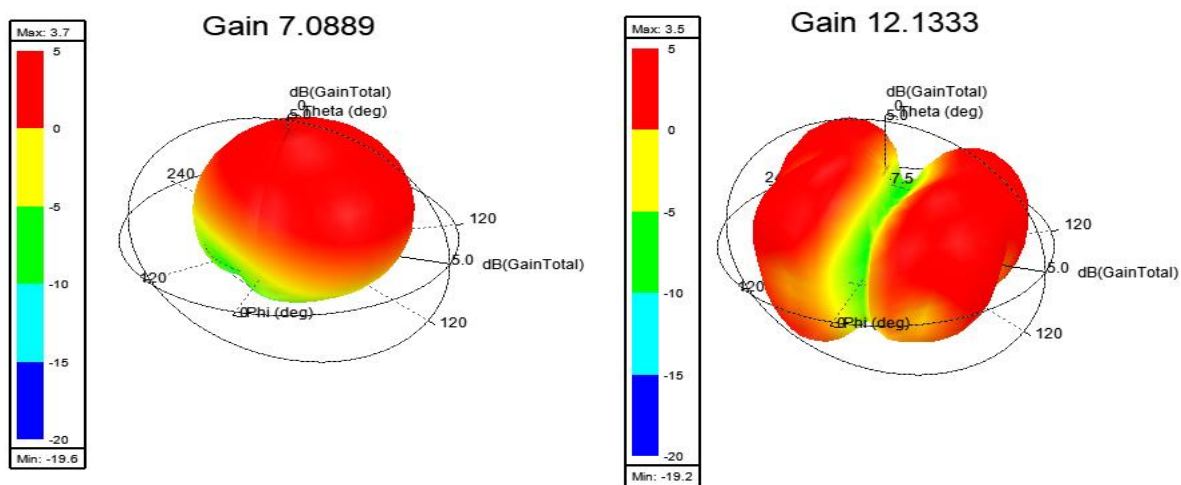 Gain 7.0889
Max: 3.7
5
0
-5
-10
-15
-20
Min: -19.6
dB(GainTotal)
0
5.0 Theta (deg)
240
120
5.0 dB(GainTotal)
120
0 Phi (deg)
120
Gain 12.1333
Max: 3.5
5
0
-5
-10
-15
-20
Min: -19.2
dB(GainTotal)
0
5.0 Theta (deg)
-7.5
2
120
5.0 dB(GainTotal)
120
0 Phi (deg)
120